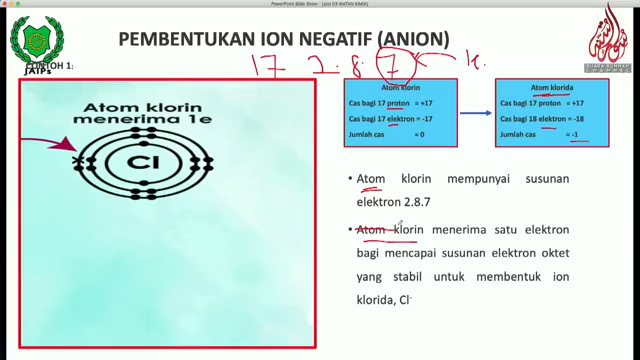 PowerPoint Slide Show - [slot 03 IKATAN KIMIA]
PEMBENTUKAN ION NEGATIF (ANION)
CONTOH 1:
JAIPs
17 2.8.7
1e.
Atom klorin
menerima 1e
Cl
Atom klorin
Cas bagi 17 proton = +17
Cas bagi 17 elektron = -17
Jumlah cas = 0
Atom klorida
Cas bagi 17 proton = +17
Cas bagi 18 elektron = -18
Jumlah cas = -1
• Atom klorin mempunyai susunan
elektron 2.8.7
• Atom klorin menerima satu elektron
bagi mencapai susunan elektron oktet
yang stabil untuk membentuk ion
klorida, Cl-